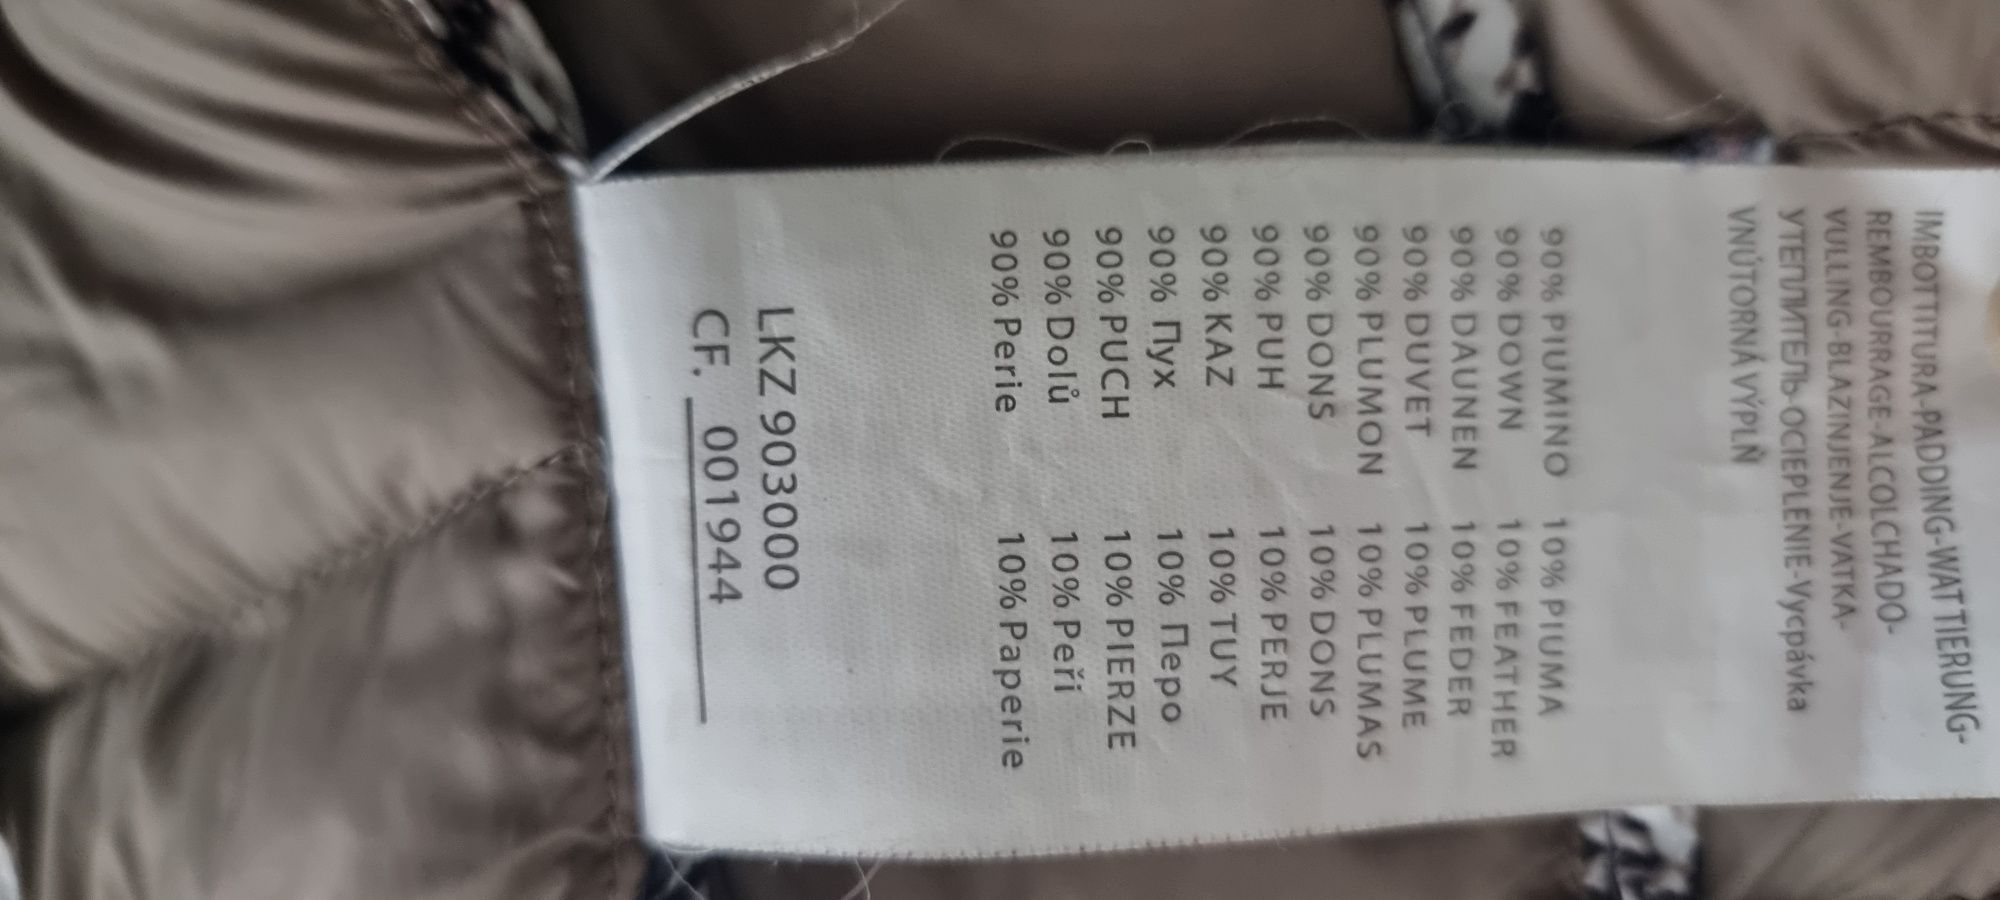 IMBOTTITURA-PADDING-WATTIERUNG-
REMBOURRAGE-ALCOLCHADO-
VULLING-BLAZINJENJE-VATKA-
УТЕПЛИТЕЛЬ-OCIEPLENIE-Vycpávka
VNÚTORNÁ VÝPLŇ
90% PIUMINO 10% PIUMA
90% DOWN 10% FEATHER
90% DAUNEN 10% FEDER
90% DUVET 10% PLUME
90% PLUMON 10% PLUMAS
90% DONS 10% DONS
90% PUH 10% PERJE
90% KAZ 10% TUY
90% Пух 10% Перо
90% PUCH 10% PIERZE
90% Dolů 10% Peří
90% Perie 10% Paperie
LKZ 903000
CF. 001944